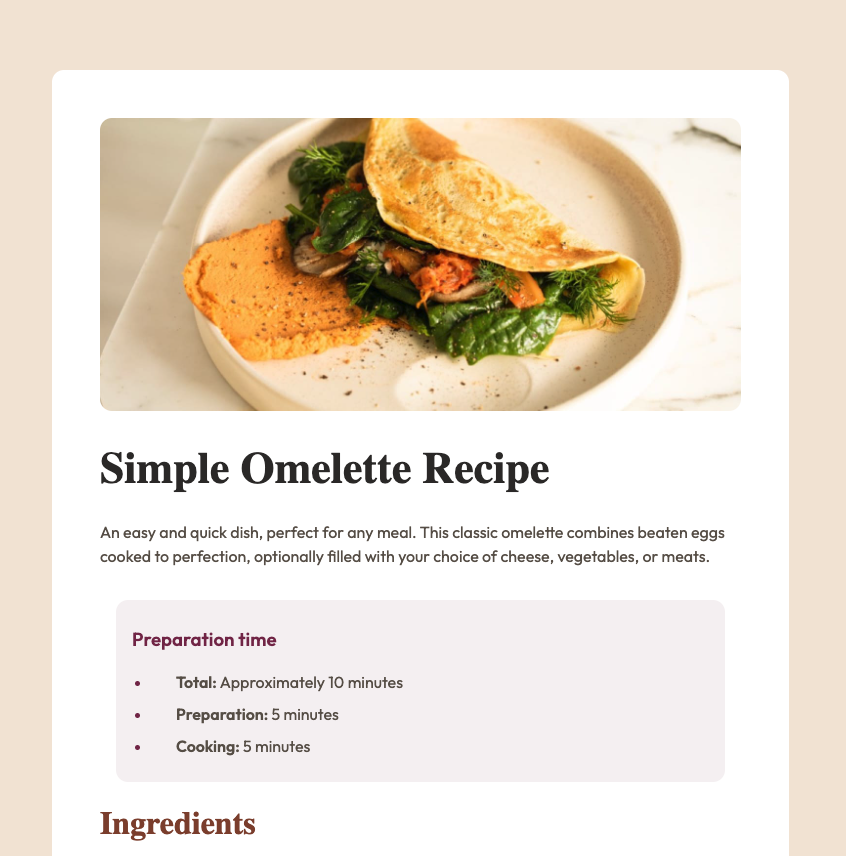 Simple Omelette Recipe
An easy and quick dish, perfect for any meal. This classic omelette combines beaten eggs
cooked to perfection, optionally filled with your choice of cheese, vegetables, or meats.
Preparation time
• Total: Approximately 10 minutes
• Preparation: 5 minutes
• Cooking: 5 minutes
Ingredients